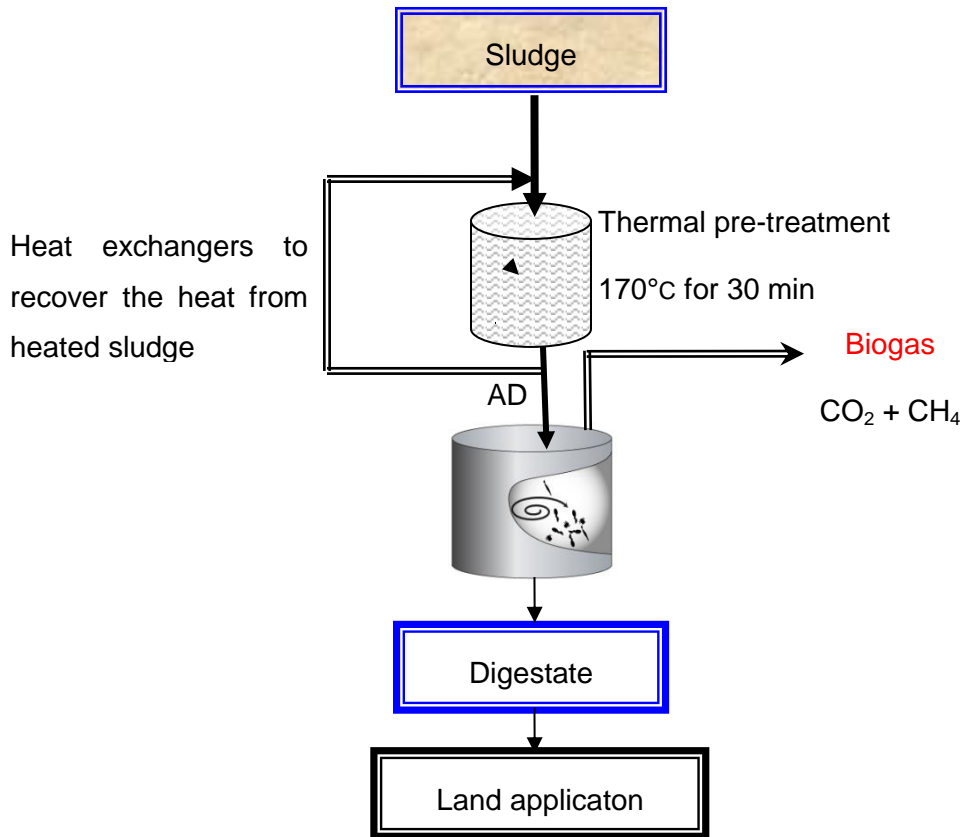 Sludge
Thermal pre-treatment
170°C for 30 min
Heat exchangers to
recover the heat from
heated sludge
Biogas
CO₂ + CH₄
AD
Digestate
Land applicaton